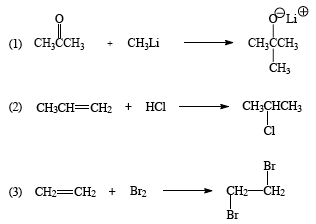 O
(1) CH₃CCH₃ + CH₃Li → CH₃CCH₃
O⊖Li⊕
CH₃
(2) CH₃CH=CH₂ + HCl → CH₃CHCH₃
Cl
(3) CH₂=CH₂ + Br₂ → CH₂—CH₂
Br
Br